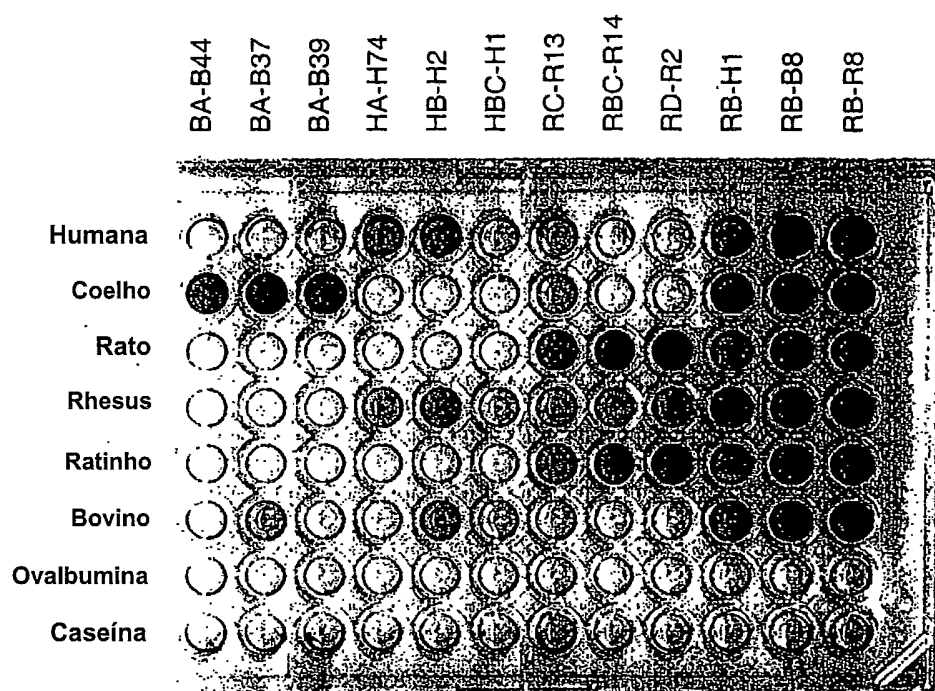 BA-B44
BA-B37
BA-B39
HA-H74
HB-H2
HBC-H1
RC-R13
RBC-R14
RD-R2
RB-H1
RB-B8
RB-R8
Humana
Coelho
Rato
Rhesus
Ratinho
Bovino
Ovalbumina
Caseína